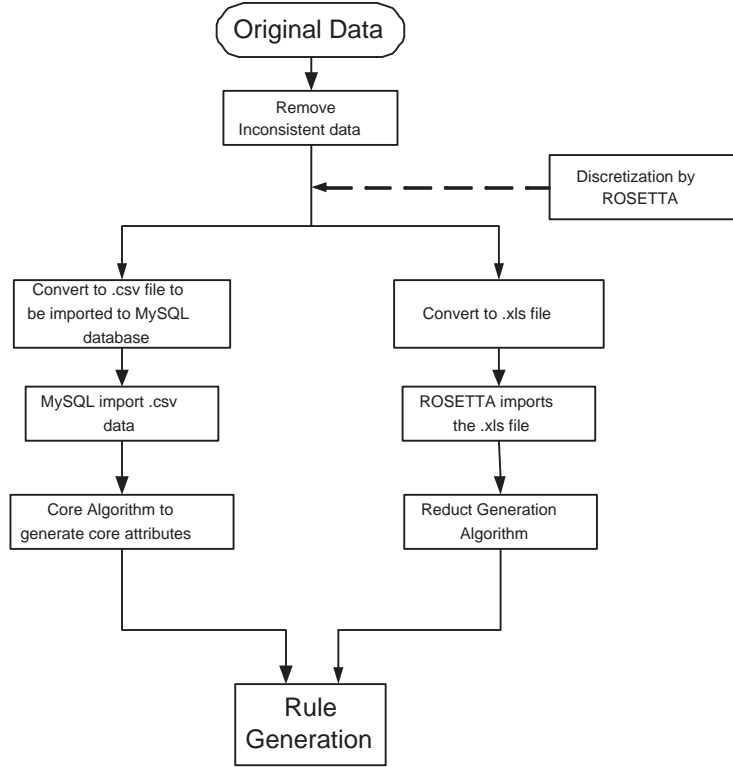 Original Data
Remove
Inconsistent data
Discretization by
ROSETTA
Convert to .csv file to
be imported to MySQL
database
Convert to .xls file
MySQL import .csv
data
ROSETTA imports
the .xls file
Core Algorithm to
generate core attributes
Reduct Generation
Algorithm
Rule
Generation